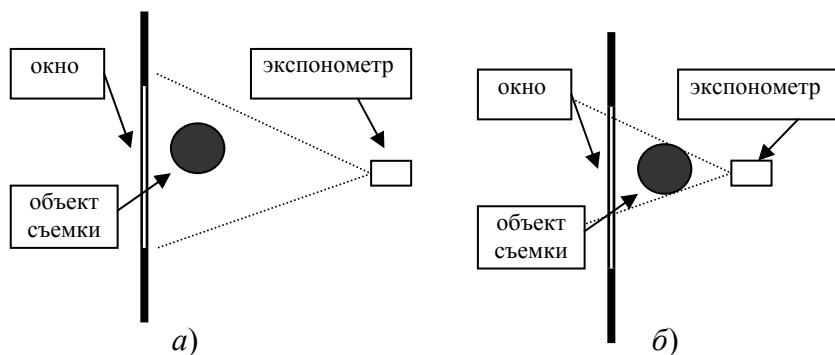 окно
экспонометр
объект
съемки
а)
окно
экспонометр
объект
съемки
б)